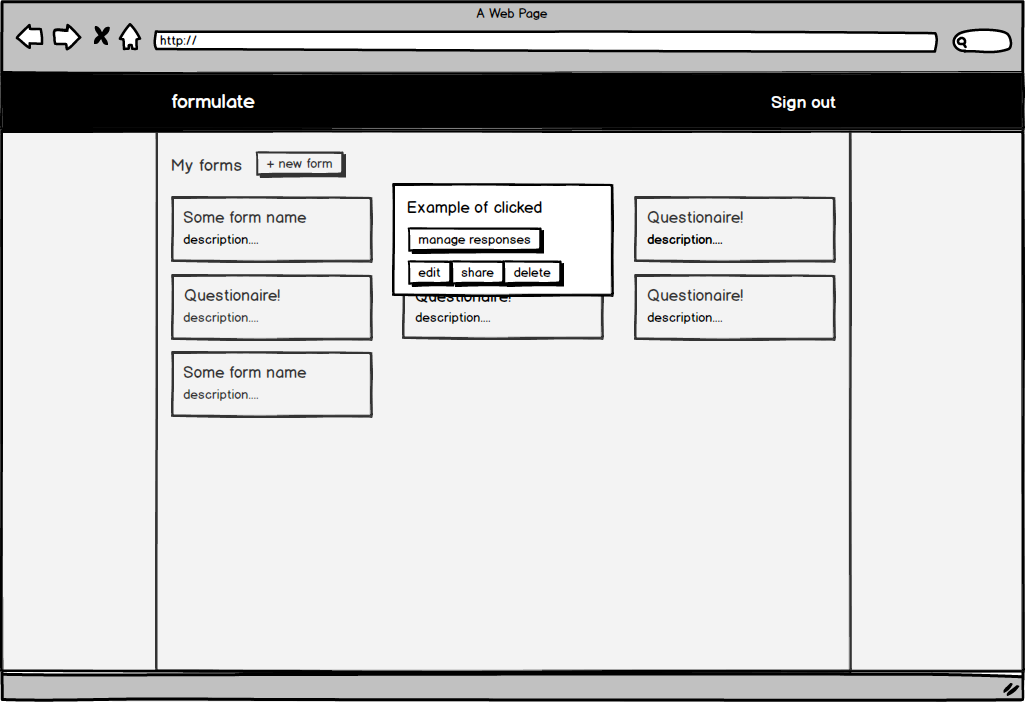 A Web Page
http://
formulate
Sign out
My forms
+ new form
Some form name
description....
Example of clicked
manage responses
edit
share
delete
Questionaire!
description....
Questionaire!
description....
Questionaire!
description....
Questionaire!
description....
Some form name
description....